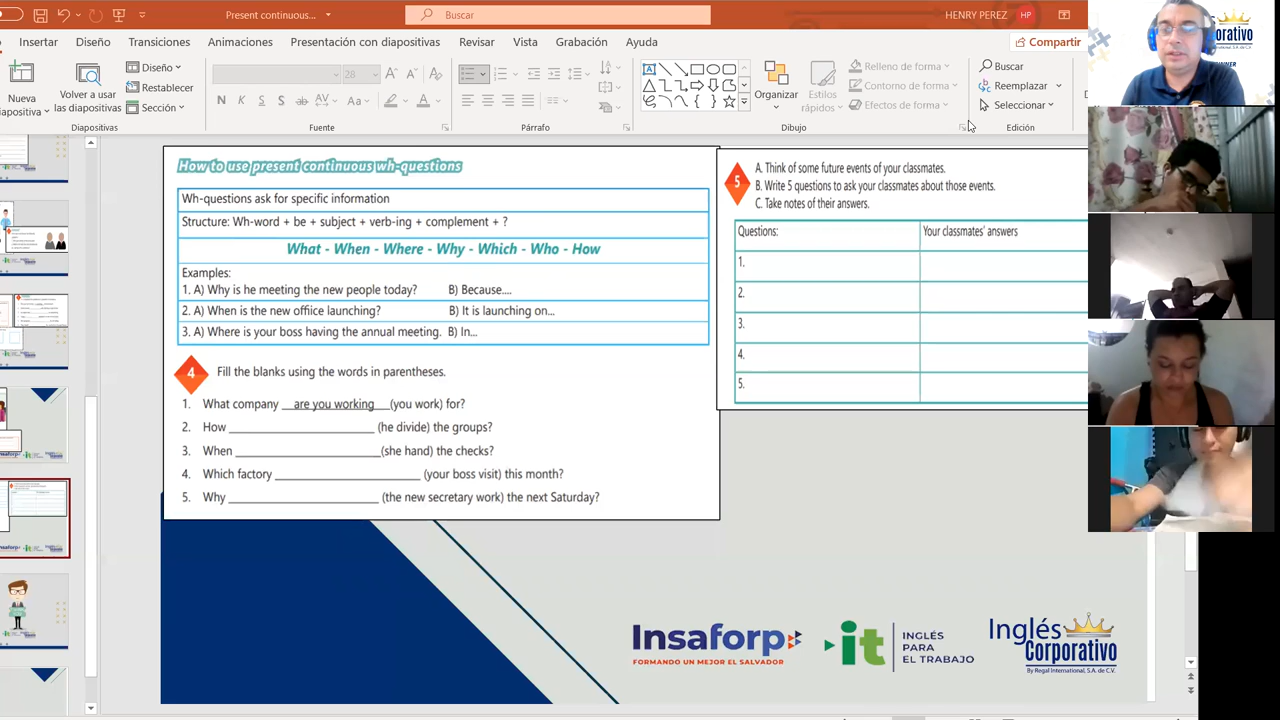 Present continuous...
Buscar
HENRY PEREZ
HP
Insertar
Diseño
Transiciones
Animaciones
Presentación con diapositivas
Revisar
Vista
Grabación
Ayuda
Compartir
Nueva
diapositiva
Volver a usar
las diapositivas
Diseño
Restablecer
Sección
Diapositivas
28
N K S ab AV Aa
Fuente
Párrafo
Organizar
Estilos
rápidos
Relleno de forma
Contorno de forma
Efectos de forma
Dibujo
Buscar
Reemplazar
Seleccionar
Edición
How to use present continuous wh-questions
Wh-questions ask for specific information
Structure: Wh-word + be + subject + verb-ing + complement + ?
What - When - Where - Why - Which - Who - How
Examples:
1. A) Why is he meeting the new people today? B) Because....
2. A) When is the new office launching? B) It is launching on...
3. A) Where is your boss having the annual meeting. B) In...
4 Fill the blanks using the words in parentheses.
1. What company __are you working__(you work) for?
2. How ____________________ (he divide) the groups?
3. When ____________________(she hand) the checks?
4. Which factory ____________________ (your boss visit) this month?
5. Why ____________________ (the new secretary work) the next Saturday?
5
A. Think of some future events of your classmates.
B. Write 5 questions to ask your classmates about those events.
C. Take notes of their answers.
Questions: Your classmates' answers
1.
2.
3.
4.
5.
Insaforp
FORMANDO UN MEJOR EL SALVADOR
it
INGLÉS
PARA
EL TRABAJO
Inglés
Corporativo
By Regal International, S.A. de C.V.